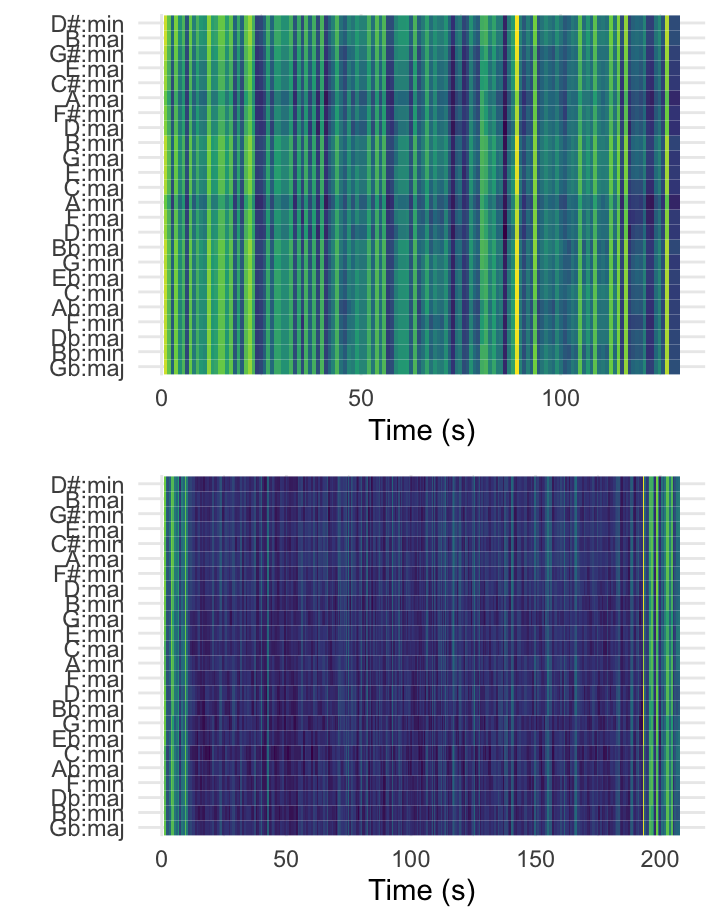 D#:min
B:maj
G#:min
E:maj
C#:min
A:maj
F#:min
D:maj
B:min
G:maj
E:min
C:maj
A:min
F:maj
D:min
Bb:maj
G:min
Eb:maj
C:min
Ab:maj
F:min
Db:maj
Bb:min
Gb:maj
0 50 100
Time (s)
D#:min
B:maj
G#:min
E:maj
C#:min
A:maj
F#:min
D:maj
B:min
G:maj
E:min
C:maj
A:min
F:maj
D:min
Bb:maj
G:min
Eb:maj
C:min
Ab:maj
F:min
Db:maj
Bb:min
Gb:maj
0 50 100 150 200
Time (s)